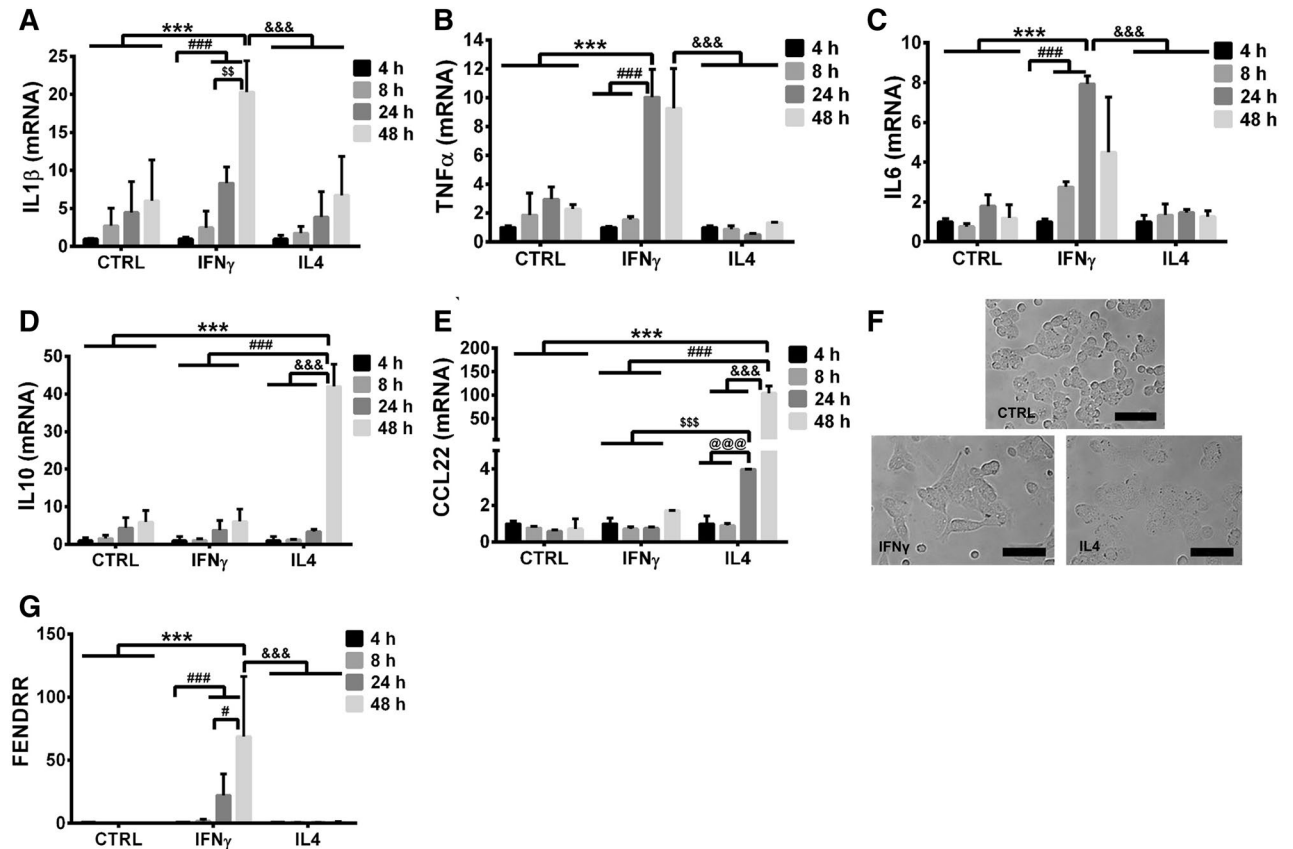 A
***
&&&
###
$$
IL1β (mRNA)
25
20
15
10
5
0
CTRL
IFNγ
IL4
4 h
8 h
24 h
48 h
B
***
&&&
###
TNFα (mRNA)
14
12
10
8
6
4
2
0
CTRL
IFNγ
IL4
4 h
8 h
24 h
48 h
C
***
&&&
###
IL6 (mRNA)
10
8
6
4
2
0
CTRL
IFNγ
IL4
4 h
8 h
24 h
48 h
D
***
###
&&&
IL10 (mRNA)
50
40
30
20
10
0
CTRL
IFNγ
IL4
4 h
8 h
24 h
48 h
E
***
###
&&&
$$$
@@@
CCL22 (mRNA)
200
150
100
50
4
2
0
CTRL
IFNγ
IL4
4 h
8 h
24 h
48 h
F
CTRL
IFNγ
IL4
G
***
&&&
###
#
FENDRR
150
100
50
0
CTRL
IFNγ
IL4
4 h
8 h
24 h
48 h